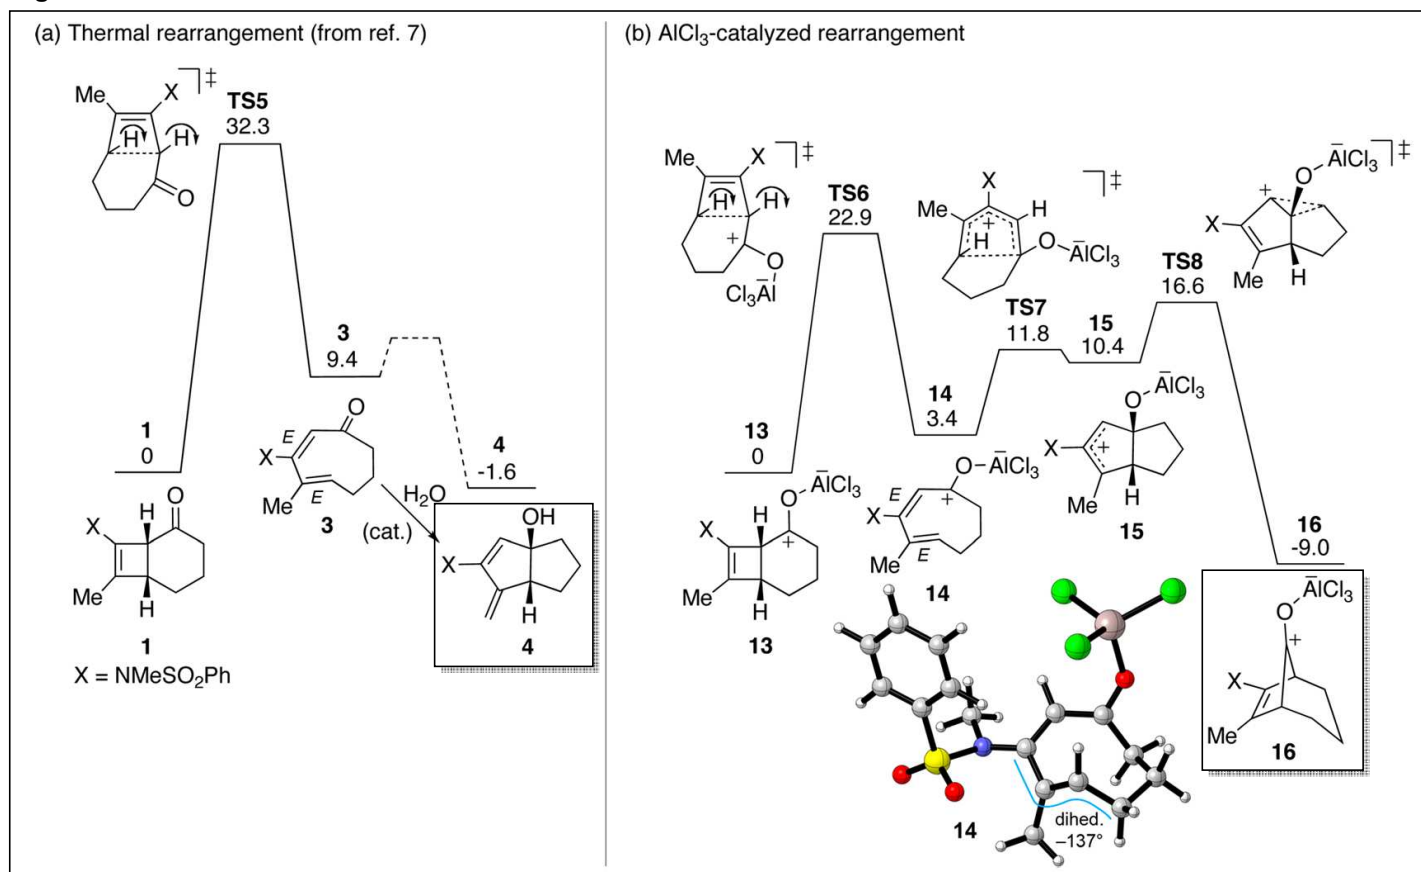 (a) Thermal rearrangement (from ref. 7)
Me
X
‡
H
H
O
TS5
32.3
3
9.4
1
0
4
-1.6
H
O
X
Me
H
1
X = NMeSO2Ph
O
E
X
Me
E
3
H2O
(cat.)
OH
X
H
4
(b) AlCl3-catalyzed rearrangement
Me
X
‡
H
H
+
O
Cl3Al
TS6
22.9
X
‡
Me
H
+
H
O
AlCl3
TS7
11.8
15
10.4
TS8
16.6
O
AlCl3
‡
+
X
Me
H
13
0
14
3.4
16
-9.0
O
AlCl3
H
X
+
Me
H
13
O
AlCl3
E
+
X
Me
E
14
O
AlCl3
X
+
Me
H
15
O
AlCl3
+
X
Me
16
dihed.
–137°
14